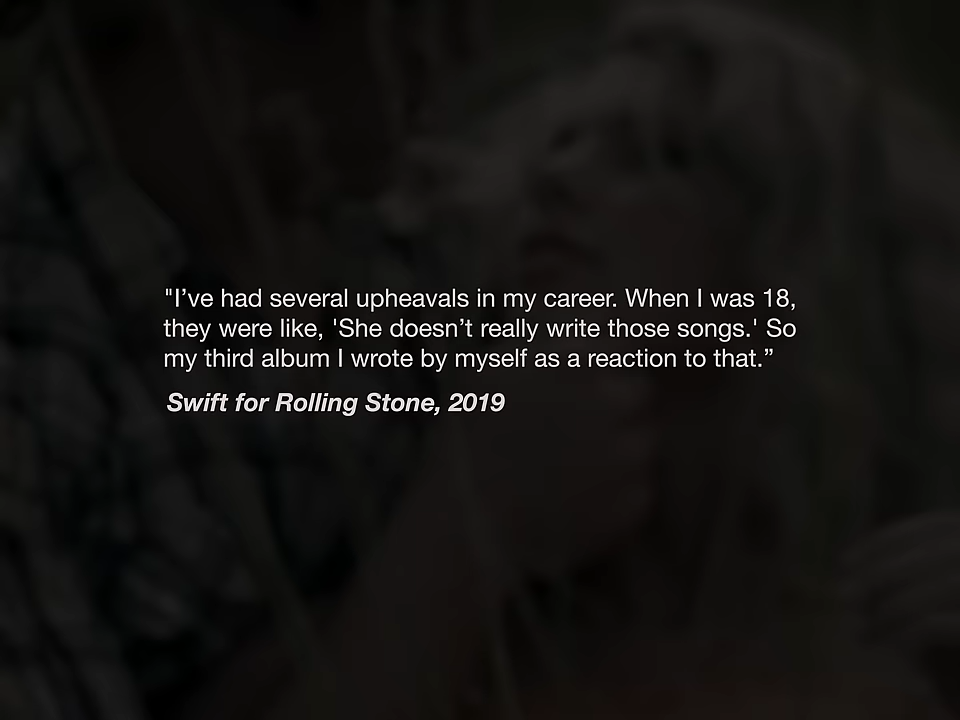 "I’ve had several upheavals in my career. When I was 18,
they were like, 'She doesn’t really write those songs.' So
my third album I wrote by myself as a reaction to that.”
Swift for Rolling Stone, 2019